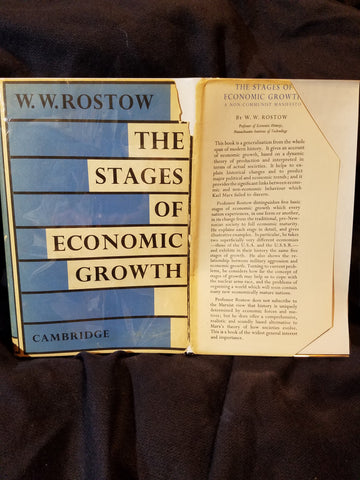 W. W. ROSTOW
THE
STAGES
OF
ECONOMIC
GROWTH
CAMBRIDGE
THE STAGES OF
ECONOMIC GROWTH
A NON-COMMUNIST MANIFESTO
By W. W. ROSTOW
Professor of Economic History,
Massachusetts Institute of Technology
This book is a generalization from the whole
span of modern history. It gives an account
of economic growth, based on a dynamic
theory of production and interpreted in
terms of actual societies. It helps to ex-
plain historical changes and to predict
major political and economic trends; and it
provides the significant links between econo-
mic and non-economic behaviour which
Karl Marx failed to discern.
Professor Rostow distinguishes five basic
stages of economic growth which every
nation experiences, in one form or another,
in its change from the traditional, pre-New-
tonian society to full economic maturity.
He explains each stage in detail, and gives
illustrative examples. In particular, he takes
two superficially very different economies
—those of the U.S.A. and the U.S.S.R.—
and exhibits in their history the same five
stages of growth. He also shows the re-
lationship between military aggression and
economic growth. Turning to current prob-
lems, he considers how far the concept of
stages of growth may help us to cope with
the nuclear arms race, and the problems of
organizing a world which will soon contain
many new economically mature nations.
Professor Rostow does not subscribe to
the Marxist view that history is uniquely
determined by economic forces and mo-
tives; but he does offer a comprehensive,
realistic and soundly based alternative to
Marx's theory of how societies evolve.
This is a book of the widest general interest
and importance.